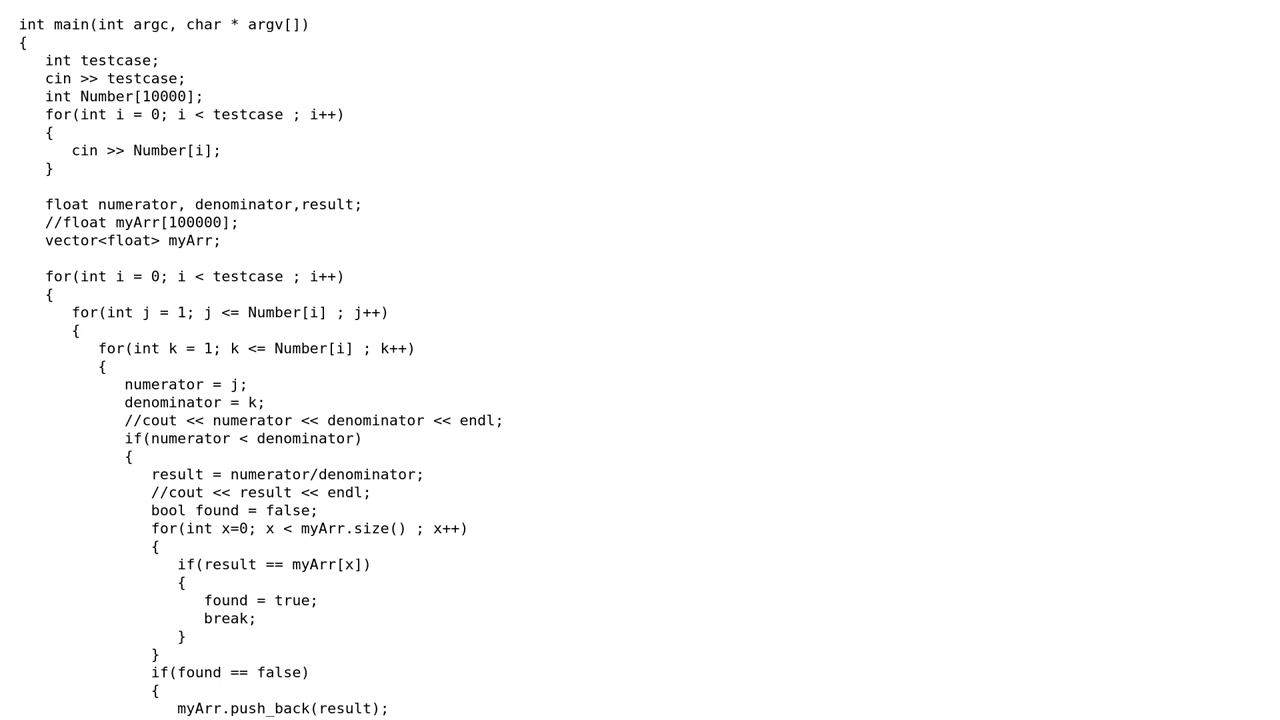 int main(int argc, char * argv[])
{
   int testcase;
   cin >> testcase;
   int Number[10000];
   for(int i = 0; i < testcase ; i++)
   {
      cin >> Number[i];
   }

   float numerator, denominator,result;
   //float myArr[100000];
   vector<float> myArr;

   for(int i = 0; i < testcase ; i++)
   {
      for(int j = 1; j <= Number[i] ; j++)
      {
         for(int k = 1; k <= Number[i] ; k++)
         {
            numerator = j;
            denominator = k;
            //cout << numerator << denominator << endl;
            if(numerator < denominator)
            {
               result = numerator/denominator;
               //cout << result << endl;
               bool found = false;
               for(int x=0; x < myArr.size() ; x++)
               {
                  if(result == myArr[x])
                  {
                     found = true;
                     break;
                  }
               }
               if(found == false)
               {
                  myArr.push_back(result);